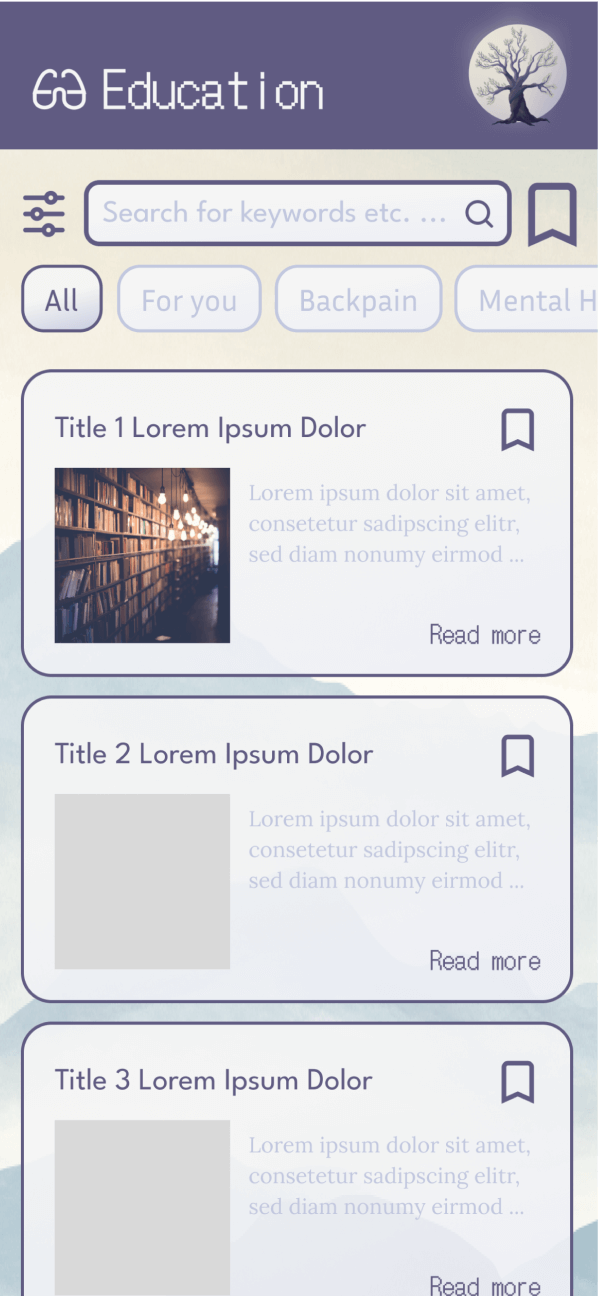 Education
Search for keywords etc. ...
All
For you
Backpain
Mental H
Title 1 Lorem Ipsum Dolor
Lorem ipsum dolor sit amet,
consetetur sadipscing elitr,
sed diam nonumy eirmod ...
Read more
Title 2 Lorem Ipsum Dolor
Lorem ipsum dolor sit amet,
consetetur sadipscing elitr,
sed diam nonumy eirmod ...
Read more
Title 3 Lorem Ipsum Dolor
Lorem ipsum dolor sit amet,
consetetur sadipscing elitr,
sed diam nonumy eirmod ...
Read more